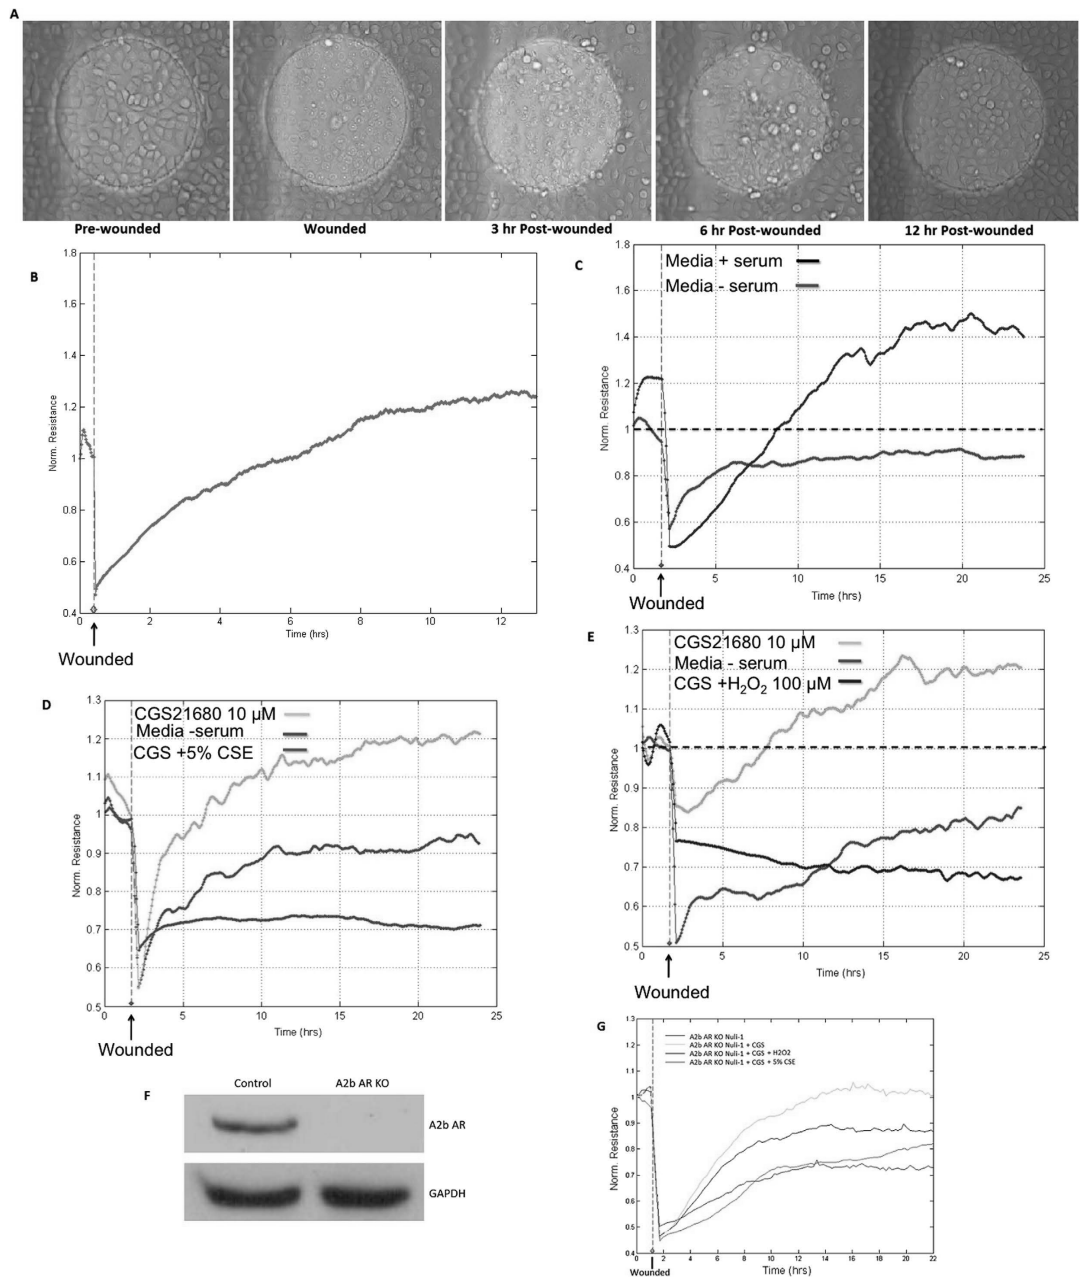 A
Pre-wounded
Wounded
3 hr Post-wounded
6 hr Post-wounded
12 hr Post-wounded
B
1.8
1.6
1.4
1.2
1
0.8
0.6
0.4
Norm. Resistance
0 2 4 6 8 10 12
Time (hrs)
Wounded
C
Media + serum
Media - serum
1.8
1.6
1.4
1.2
1
0.8
0.6
0.4
Norm. Resistance
0 5 10 15 20 25
Time (hrs)
Wounded
D
CGS21680 10 µM
Media -serum
CGS +5% CSE
1.3
1.2
1.1
1
0.9
0.8
0.7
0.6
0.5
Norm. Resistance
0 5 10 15 20 25
Time (hrs)
Wounded
E
CGS21680 10 µM
Media - serum
CGS +H₂O₂ 100 µM
1.3
1.2
1.1
1
0.9
0.8
0.7
0.6
0.5
Norm. Resistance
0 5 10 15 20 25
Time (hrs)
Wounded
F
Control
A2b AR KO
A2b AR
GAPDH
G
A2b AR KO Nuli-1
A2b AR KO Nuli-1 + CGS
A2b AR KO Nuli-1 + CGS + H2O2
A2b AR KO Nuli-1 + CGS + 5% CSE
1.3
1.2
1.1
1
0.9
0.8
0.7
0.6
0.5
0.4
Norm. Resistance
0 2 4 6 8 10 12 14 16 18 20 22
Time (hrs)
Wounded